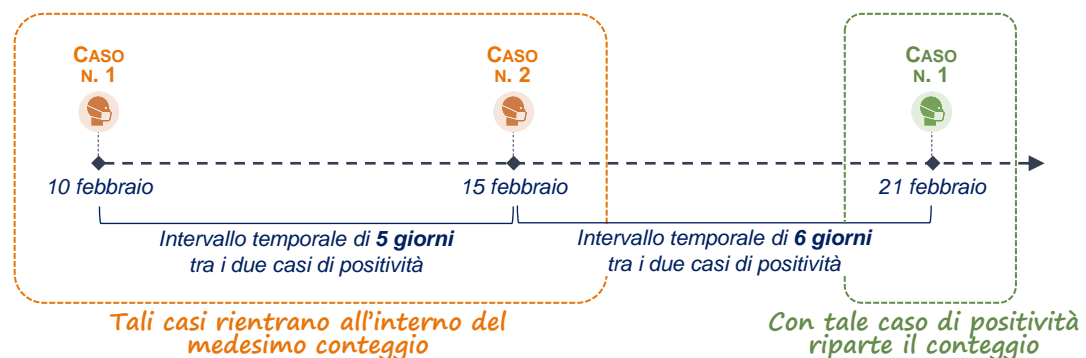 CASO
N. 1
CASO
N. 2
CASO
N. 1
10 febbraio
15 febbraio
21 febbraio
Intervallo temporale di 5 giorni
tra i due casi di positività
Intervallo temporale di 6 giorni
tra i due casi di positività
Tali casi rientrano all'interno del
medesimo conteggio
Con tale caso di positività
riparte il conteggio